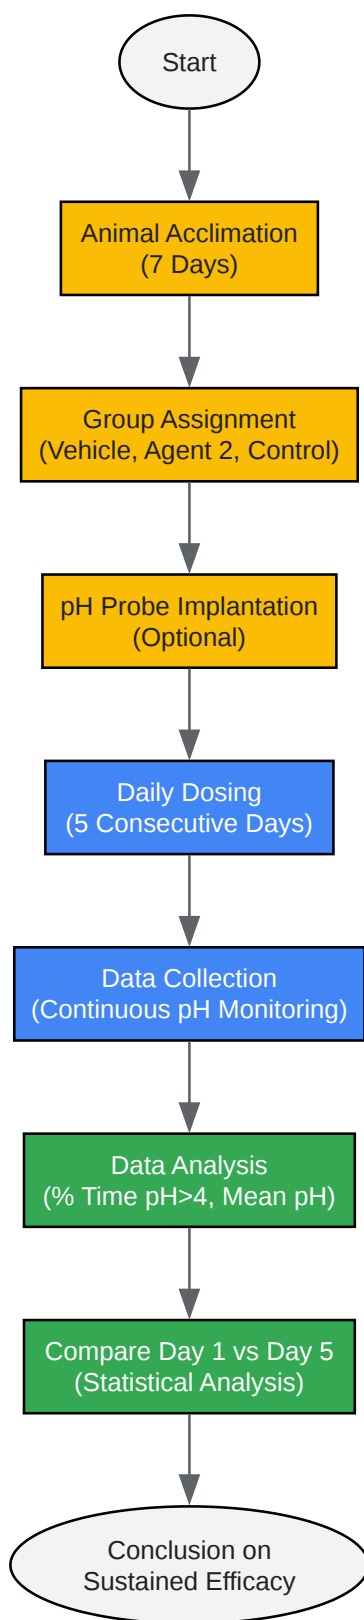 Start
Animal Acclimation
(7 Days)
Group Assignment
(Vehicle, Agent 2, Control)
pH Probe Implantation
(Optional)
Daily Dosing
(5 Consecutive Days)
Data Collection
(Continuous pH Monitoring)
Data Analysis
(% Time pH>4, Mean pH)
Compare Day 1 vs Day 5
(Statistical Analysis)
Conclusion on
Sustained Efficacy